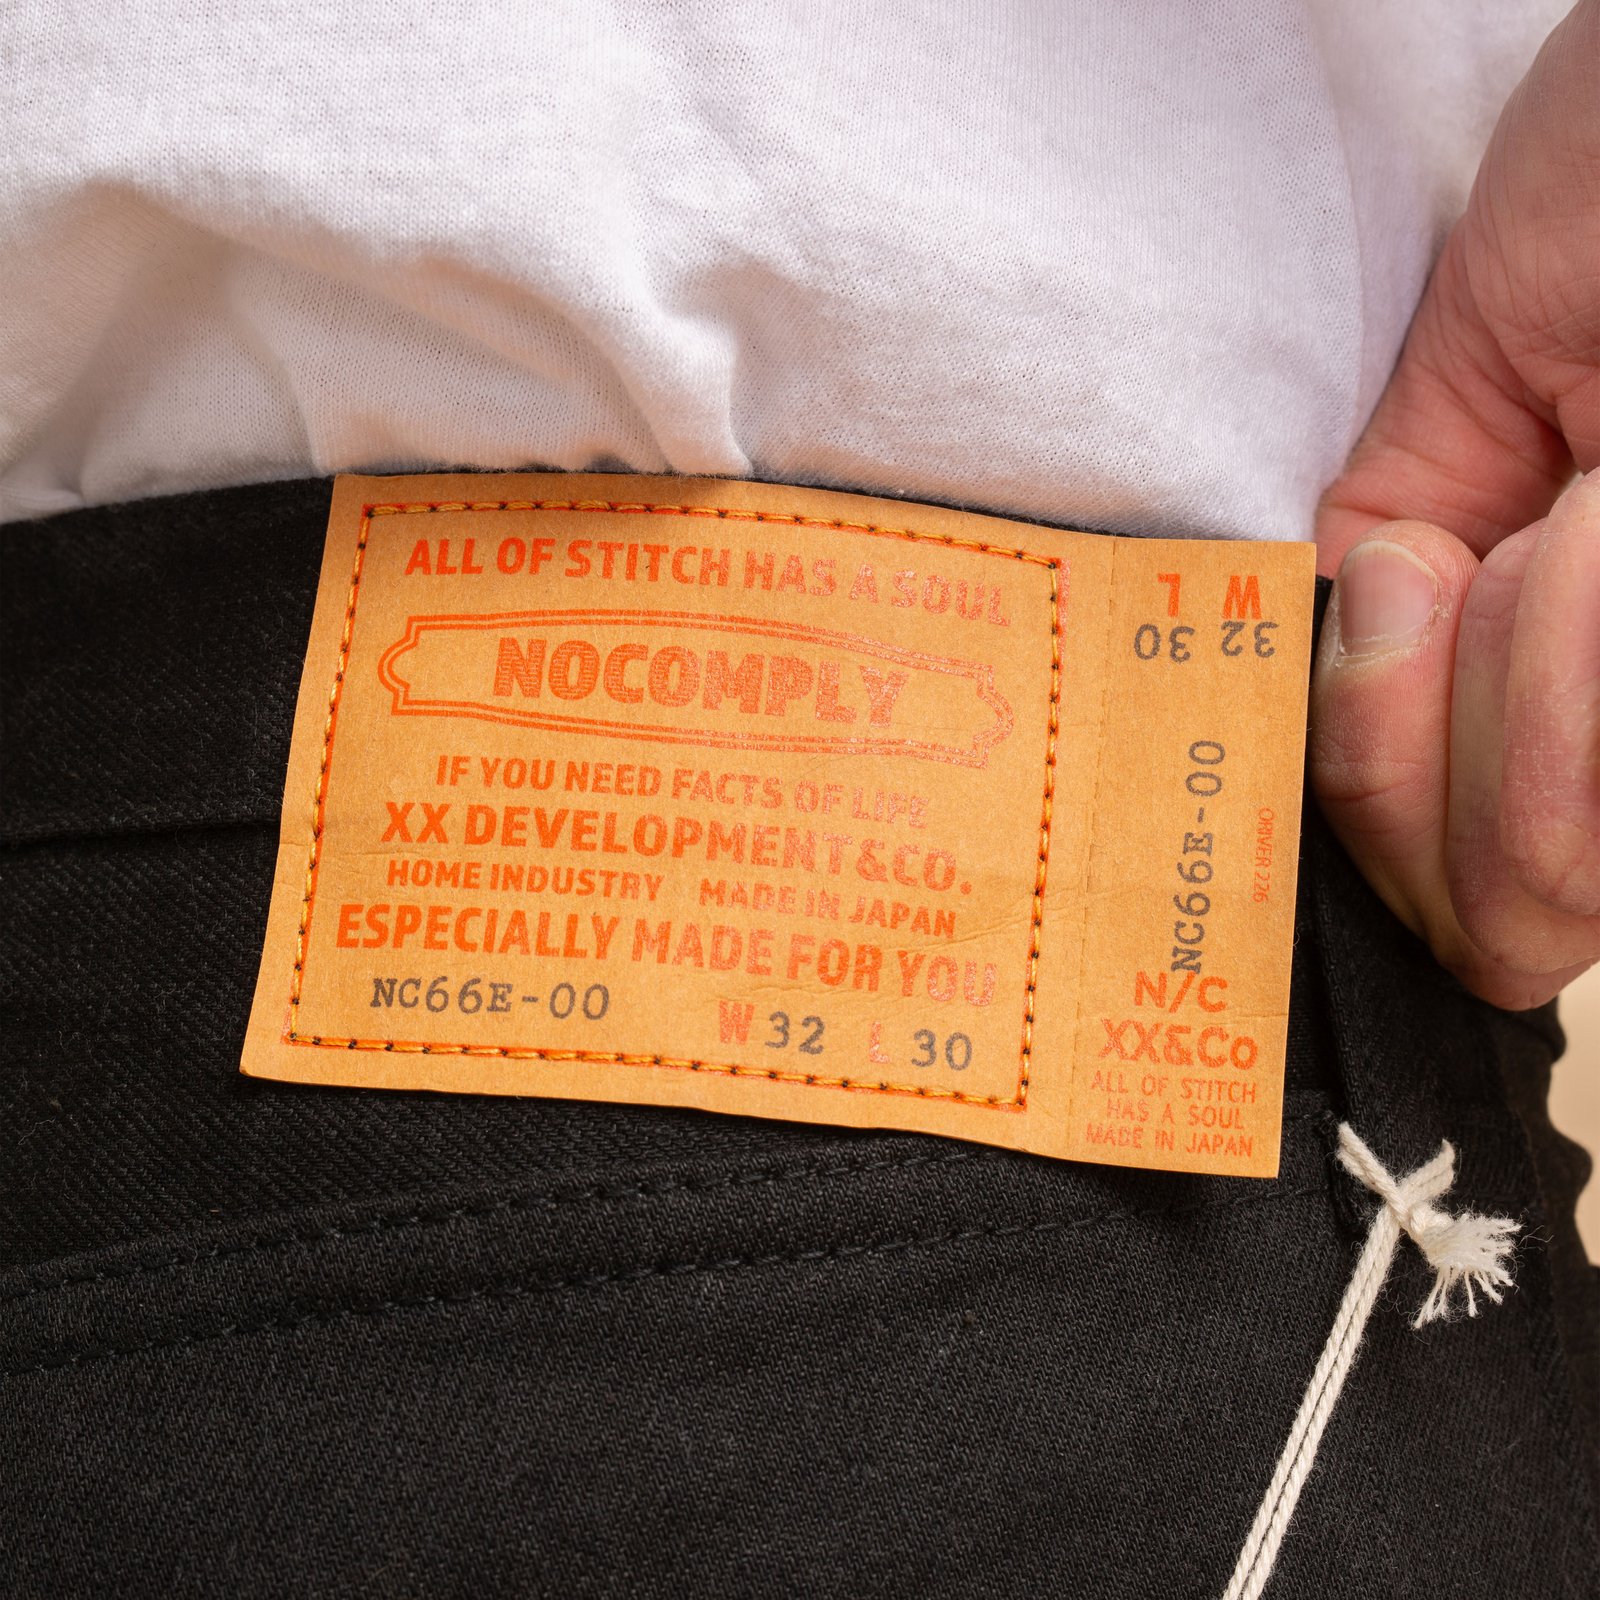 ALL OF STITCH HAS A SOUL
NOCOMPLY
IF YOU NEED FACTS OF LIFE
XX DEVELOPMENT&CO.
HOME INDUSTRY MADE IN JAPAN
ESPECIALLY MADE FOR YOU
NC66E-00 W 32 L 30
W L
32 30
NC66E-00
N/C
XX&Co
ALL OF STITCH
HAS A SOUL
MADE IN JAPAN